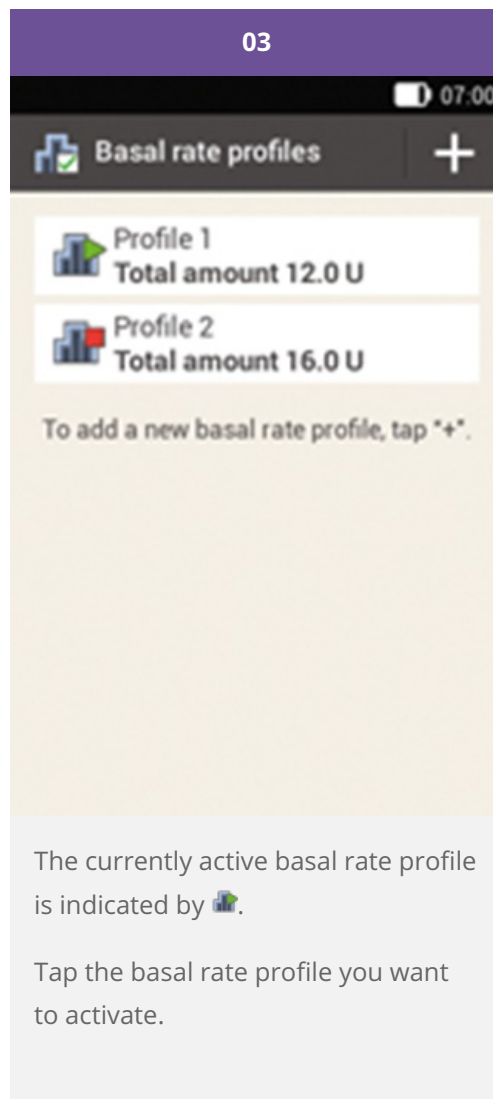 03
07:00
Basal rate profiles
Profile 1
Total amount 12.0 U
Profile 2
Total amount 16.0 U
To add a new basal rate profile, tap "+".
The currently active basal rate profile
is indicated by .
Tap the basal rate profile you want
to activate.